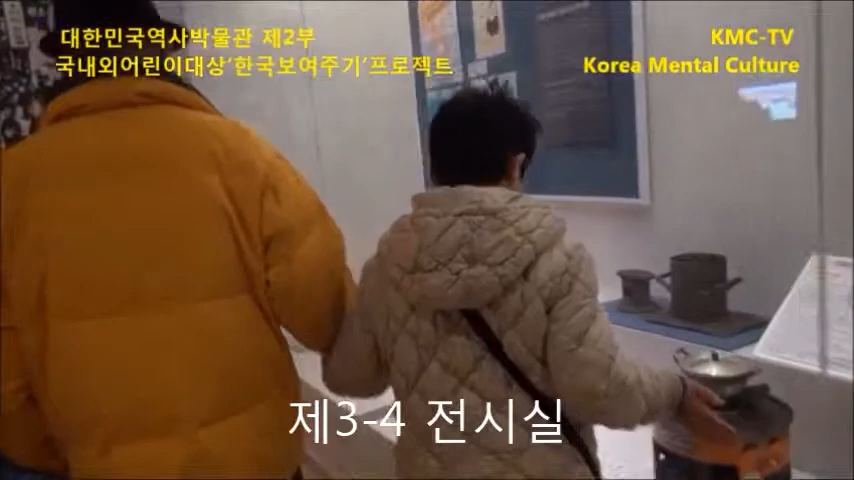 대한민국역사박물관 제2부
국내외어린이대상‘한국보여주기’프로젝트
KMC-TV
Korea Mental Culture
제3-4 전시실